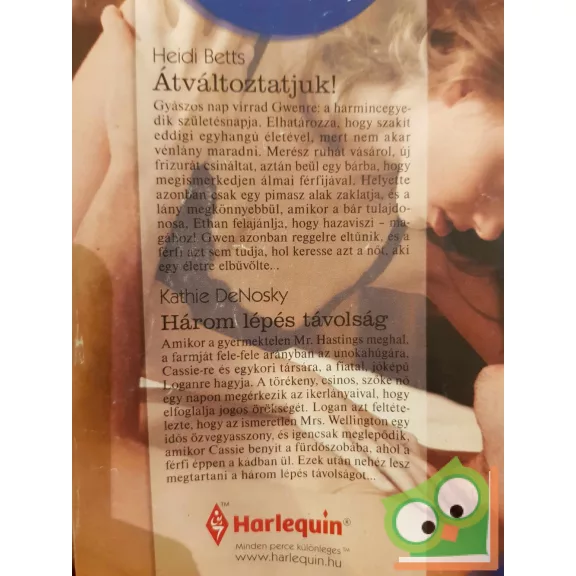 Heidi Betts
Átváltoztatjuk!
Gyászos nap virrad Gwenre: a harmincegye-
dik születésnapja. Elhatározza, hogy szakít
eddigi egyhangú életével, mert nem akar
vénlány maradni. Merész ruhát vásárol, új
frizurát csináltat, aztán beül egy bárba, hogy
megismerkedjen álmai férfijával. Helyette
azonban csak egy pimasz alak zaklatja, és a
lány megkönnyebbül, amikor a bár tulajdo-
nosa, Ethan felajánlja, hogy hazaviszi – ma-
gához! Gwen azonban reggelre eltűnik, és a
férfi azt sem tudja, hol keresse azt a nőt, aki
egy életre elbűvölte...
Kathie DeNosky
Három lépés távolság
Amikor a gyermektelen Mr. Hastings meghal,
a farmját fele-fele arányban az unokahúgára,
Cassie-re és egykori társára, a fiatal, jóképű
Loganre hagyja. A törékeny, csinos, szőke nő
egy napon megérkezik az ikerlányaival, hogy
elfoglalja jogos örökségét. Logan azt feltéte-
lezte, hogy az ismeretlen Mrs. Wellington egy
idős özvegyasszony, és igencsak meglepődik,
amikor Cassie benyit a fürdőszobába, ahol a
férfi éppen a kádban ül. Ezek után nehéz lesz
megtartani a három lépés távolságot...
Harlequin®
Minden perce különleges™
www.harlequin.hu